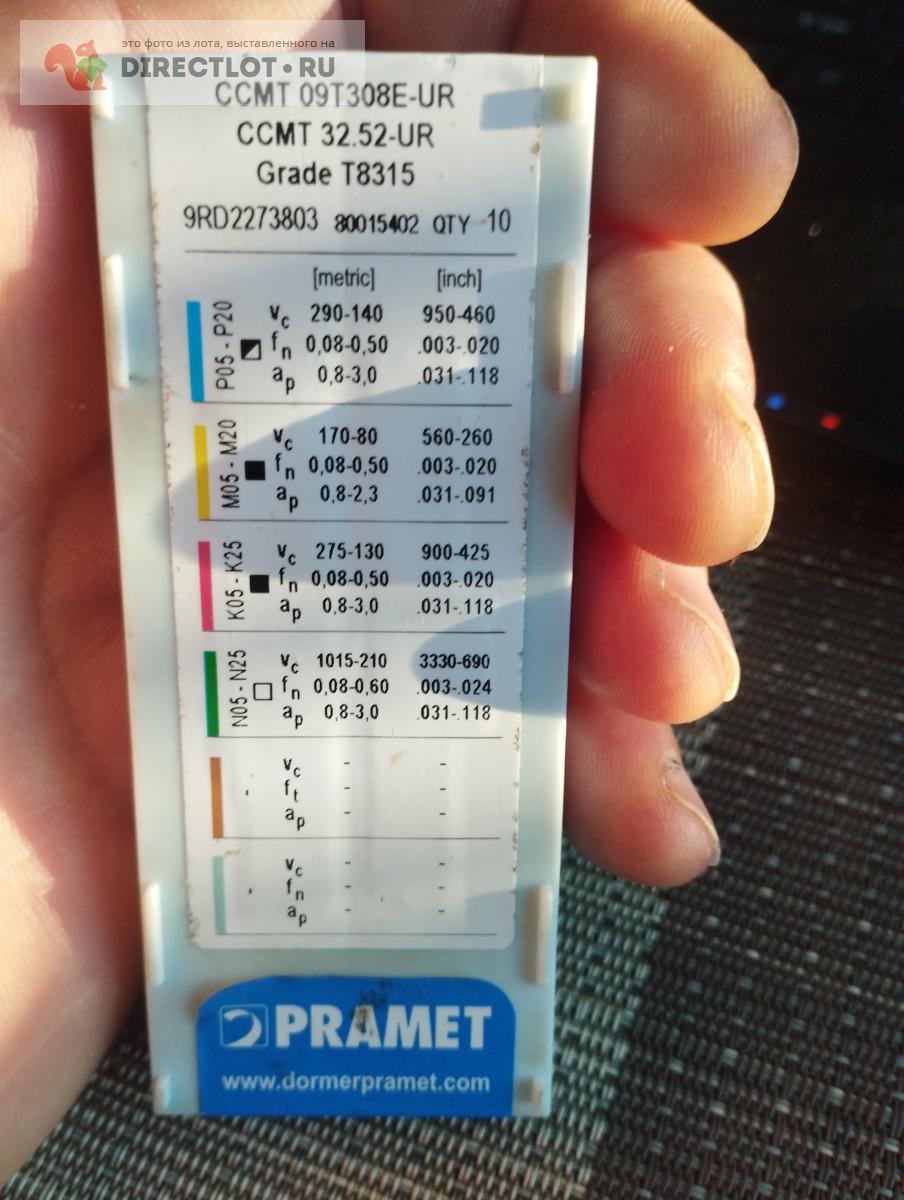 это фото из лота, выставленного на
DIRECTLOT•RU
CCMT 09T308E-UR
CCMT 32.52-UR
Grade T8315
9RD2273803 80015402 QTY 10
[metric] [inch]
P05 - P20
vc 290-140 950-460
fn 0,08-0,50 .003-.020
ap 0,8-3,0 .031-.118
M05 - M20
vc 170-80 560-260
fn 0,08-0,50 .003-.020
ap 0,8-2,3 .031-.091
K05 - K25
vc 275-130 900-425
fn 0,08-0,50 .003-.020
ap 0,8-3,0 .031-.118
N05 - N25
vc 1015-210 3330-690
fn 0,08-0,60 .003-.024
ap 0,8-3,0 .031-.118
vc - -
ft - -
ap - -
vc - -
fn - -
ap - -
PRAMET
www.dormerpramet.com